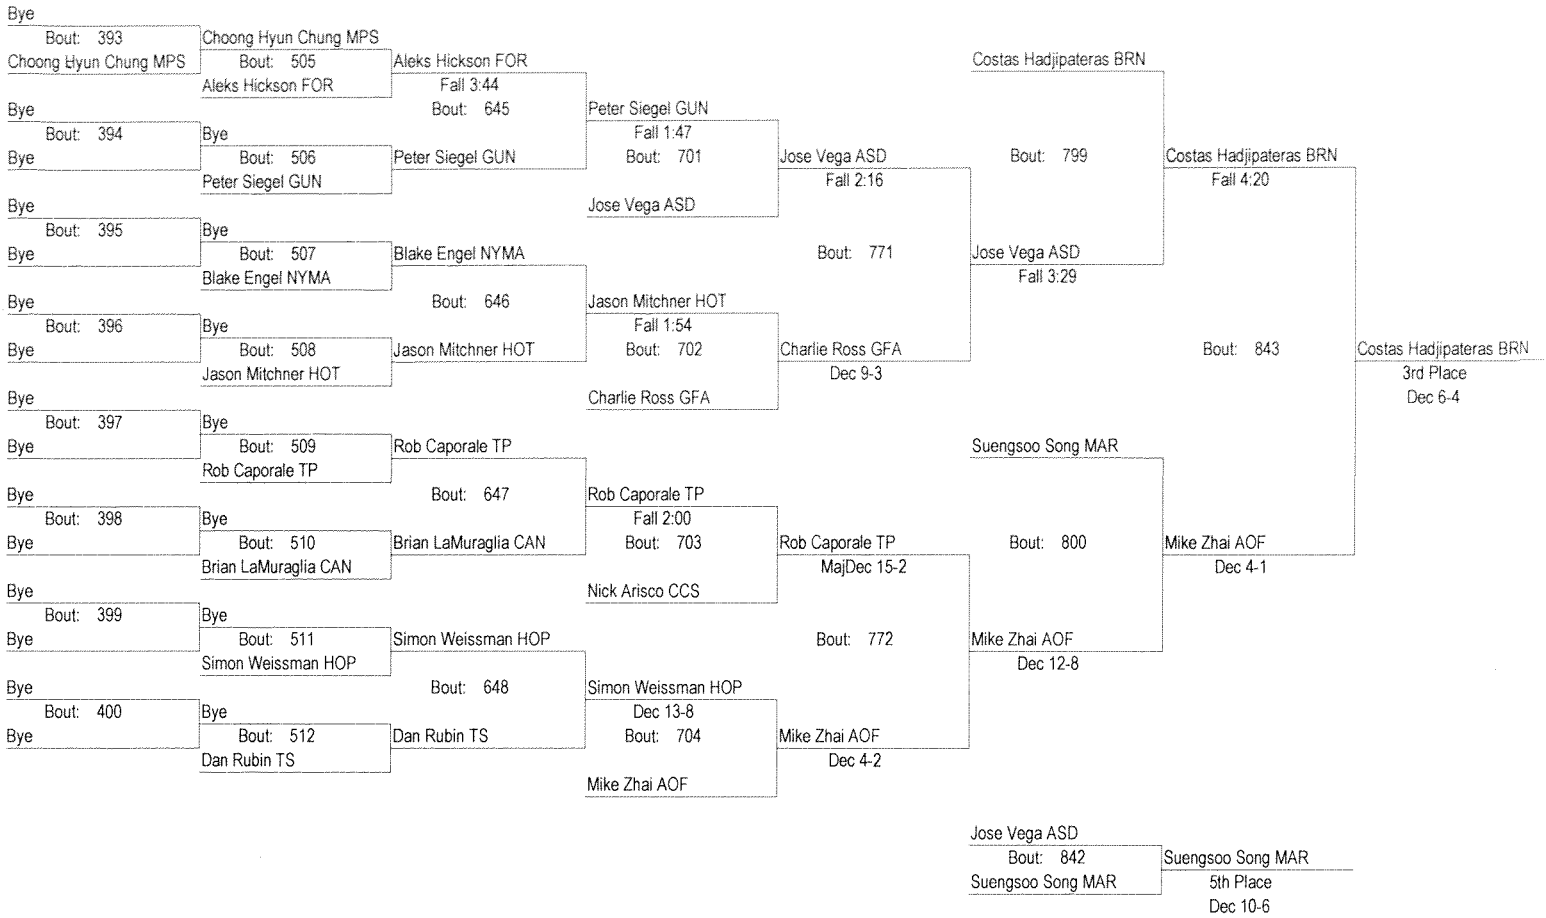 Bye
Bout: 393
Choong Hyun Chung MPS
Bye
Bout: 394
Bye
Bye
Bout: 395
Bye
Bye
Bout: 396
Bye
Bye
Bout: 397
Bye
Bye
Bout: 398
Bye
Bye
Bout: 399
Bye
Bye
Bout: 400
Bye
Choong Hyun Chung MPS
Bout: 505
Aleks Hickson FOR
Bye
Bout: 506
Peter Siegel GUN
Bye
Bout: 507
Blake Engel NYMA
Bye
Bout: 508
Jason Mitchner HOT
Bye
Bout: 509
Rob Caporale TP
Bye
Bout: 510
Brian LaMuraglia CAN
Bye
Bout: 511
Simon Weissman HOP
Bye
Bout: 512
Dan Rubin TS
Aleks Hickson FOR
Fall 3:44
Bout: 645
Peter Siegel GUN
Blake Engel NYMA
Bout: 646
Jason Mitchner HOT
Rob Caporale TP
Bout: 647
Brian LaMuraglia CAN
Simon Weissman HOP
Bout: 648
Dan Rubin TS
Peter Siegel GUN
Fall 1:47
Bout: 701
Jose Vega ASD
Jason Mitchner HOT
Fall 1:54
Bout: 702
Charlie Ross GFA
Rob Caporale TP
Fall 2:00
Bout: 703
Nick Arisco CCS
Simon Weissman HOP
Dec 13-8
Bout: 704
Mike Zhai AOF
Jose Vega ASD
Fall 2:16
Bout: 771
Charlie Ross GFA
Dec 9-3
Rob Caporale TP
MajDec 15-2
Bout: 772
Mike Zhai AOF
Dec 4-2
Costas Hadjipateras BRN
Bout: 799
Jose Vega ASD
Fall 3:29
Suengsoo Song MAR
Bout: 800
Mike Zhai AOF
Dec 12-8
Costas Hadjipateras BRN
Fall 4:20
Bout: 843
Mike Zhai AOF
Dec 4-1
Costas Hadjipateras BRN
3rd Place
Dec 6-4
Jose Vega ASD
Bout: 842
Suengsoo Song MAR
Suengsoo Song MAR
5th Place
Dec 10-6